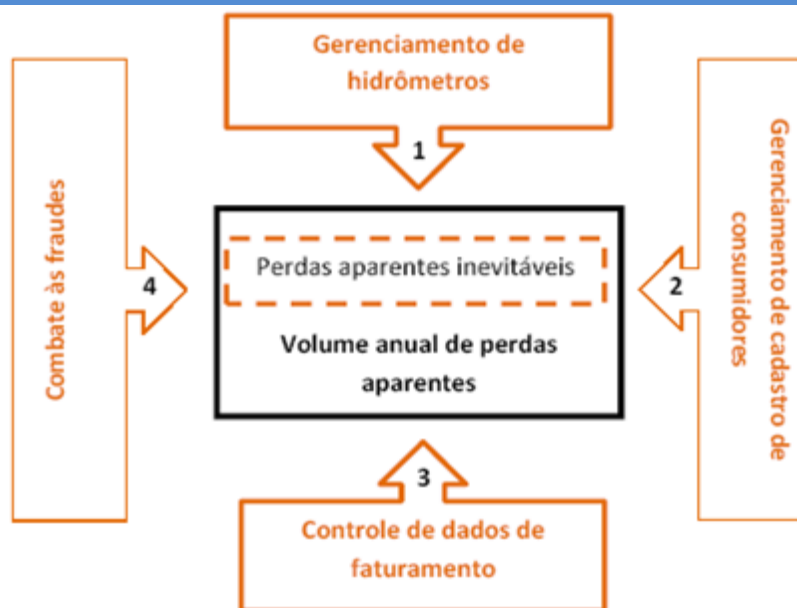 Gerenciamento de
hidrômetros
1
Combate às fraudes
4
Perdas aparentes inevitáveis
Volume anual de perdas
aparentes
2
Gerenciamento de cadastro de
consumidores
3
Controle de dados de
faturamento